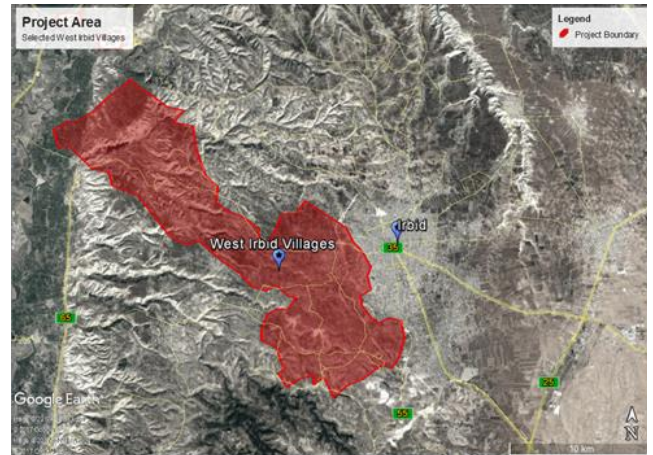 Project Area
Selected West Irbid Villages
Legend
Project Boundary
Irbid
35
West Irbid Villages
65
25
55
Google Earth
N
10 km